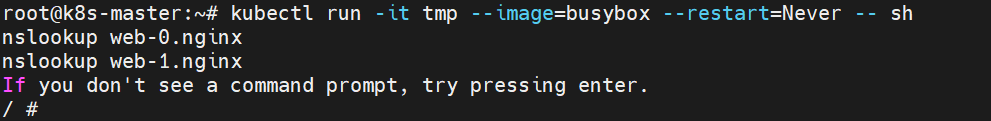 root@k8s-master:~# kubectl run -it tmp --image=busybox --restart=Never -- sh
nslookup web-0.nginx
nslookup web-1.nginx
If you don't see a command prompt, try pressing enter.
/ #